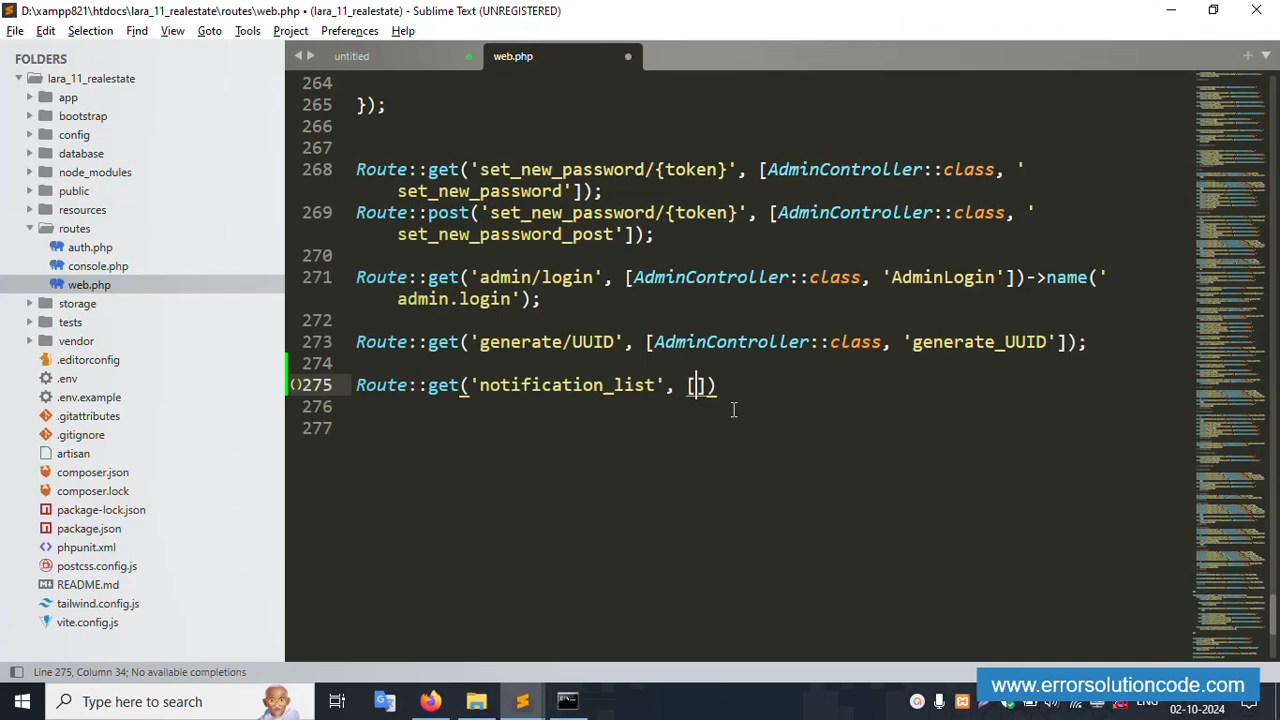 D:\xampp821\htdocs\lara_11_realestate\routes\web.php • (lara_11_realestate) - Sublime Text (UNREGISTERED)
File Edit Selection Find View Goto Tools Project Preferences Help
FOLDERS
lara_11_realestate
app
bootstrap
config
database
node_modules
public
resources
routes
auth.php
console.php
web.php
storage
tests
vendor
.editorconfig
.env
.env.example
.gitattributes
.gitignore
artisan
composer.json
composer.lock
package-lock.json
package.json
phpunit.xml
postcss.config.js
README.md
tailwind.config.js
vite.config.js
untitled web.php
264
265 });
266
267
268 Route::get('set_new_password/{token}', [AdminController::class, '
set_new_password']);
269 Route::post('set_new_password/{token}', [AdminController::class, '
set_new_password_post']);
270
271 Route::get('admin/login', [AdminController::class, 'AdminLogin'])->name('
admin.login');
272
273 Route::get('generate/UUID', [AdminController::class, 'generate_UUID']);
274
275 Route::get('notification_list', [])
276
277
Line 275, Column 34; No available completions
www.errorsolutioncode.com
Type here to search
02-10-2024